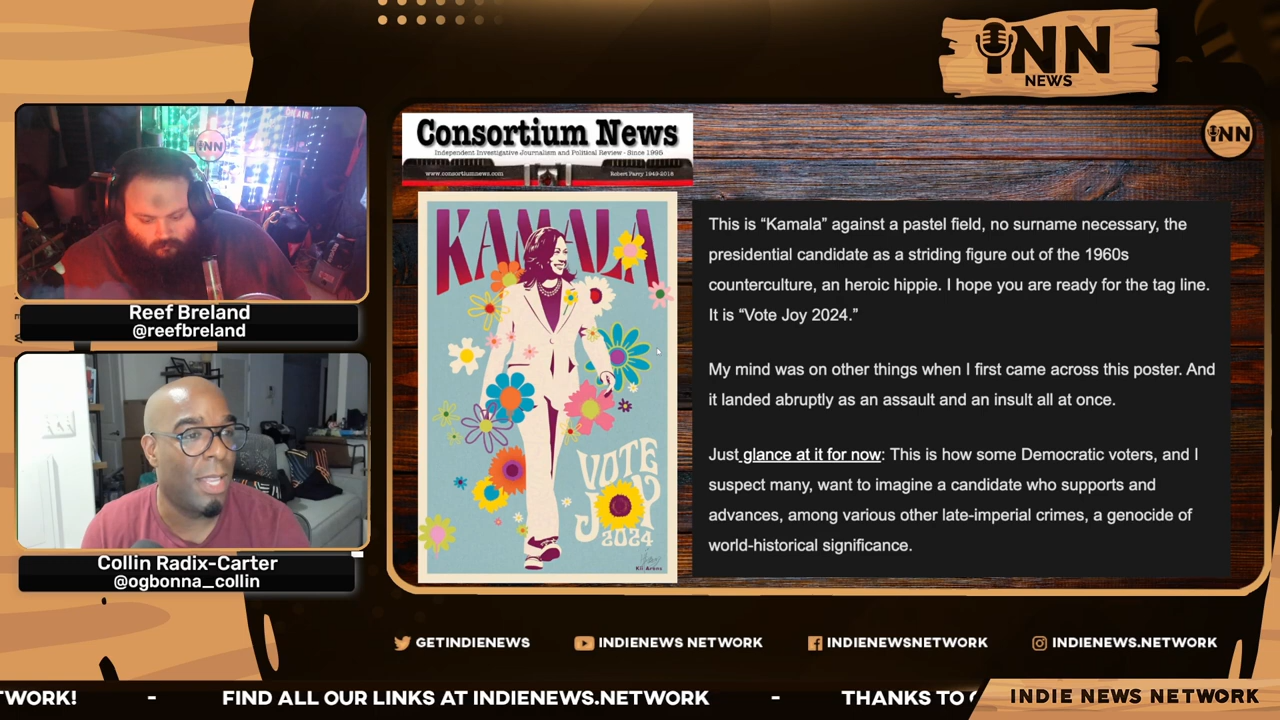 INN
NEWS
INN
INN
Reef Breland
@reefbreland
Collin Radix-Carter
@ogbonna_collin
Consortium News
Independent Investigative Journalism and Political Review - Since 1995
www.consortiumnews.com
Robert Parry 1949-2018
KAMALA
VOTE
JOY
2024
This is “Kamala” against a pastel field, no surname necessary, the
presidential candidate as a striding figure out of the 1960s
counterculture, an heroic hippie. I hope you are ready for the tag line.
It is “Vote Joy 2024.”
My mind was on other things when I first came across this poster. And
it landed abruptly as an assault and an insult all at once.
Just glance at it for now: This is how some Democratic voters, and I
suspect many, want to imagine a candidate who supports and
advances, among various other late-imperial crimes, a genocide of
world-historical significance.
GETINDIENEWS
INDIENEWS NETWORK
INDIENEWSNETWORK
INDIENEWS.NETWORK
TWORK! - FIND ALL OUR LINKS AT INDIENEWS.NETWORK - THANKS TO
INDIE NEWS NETWORK